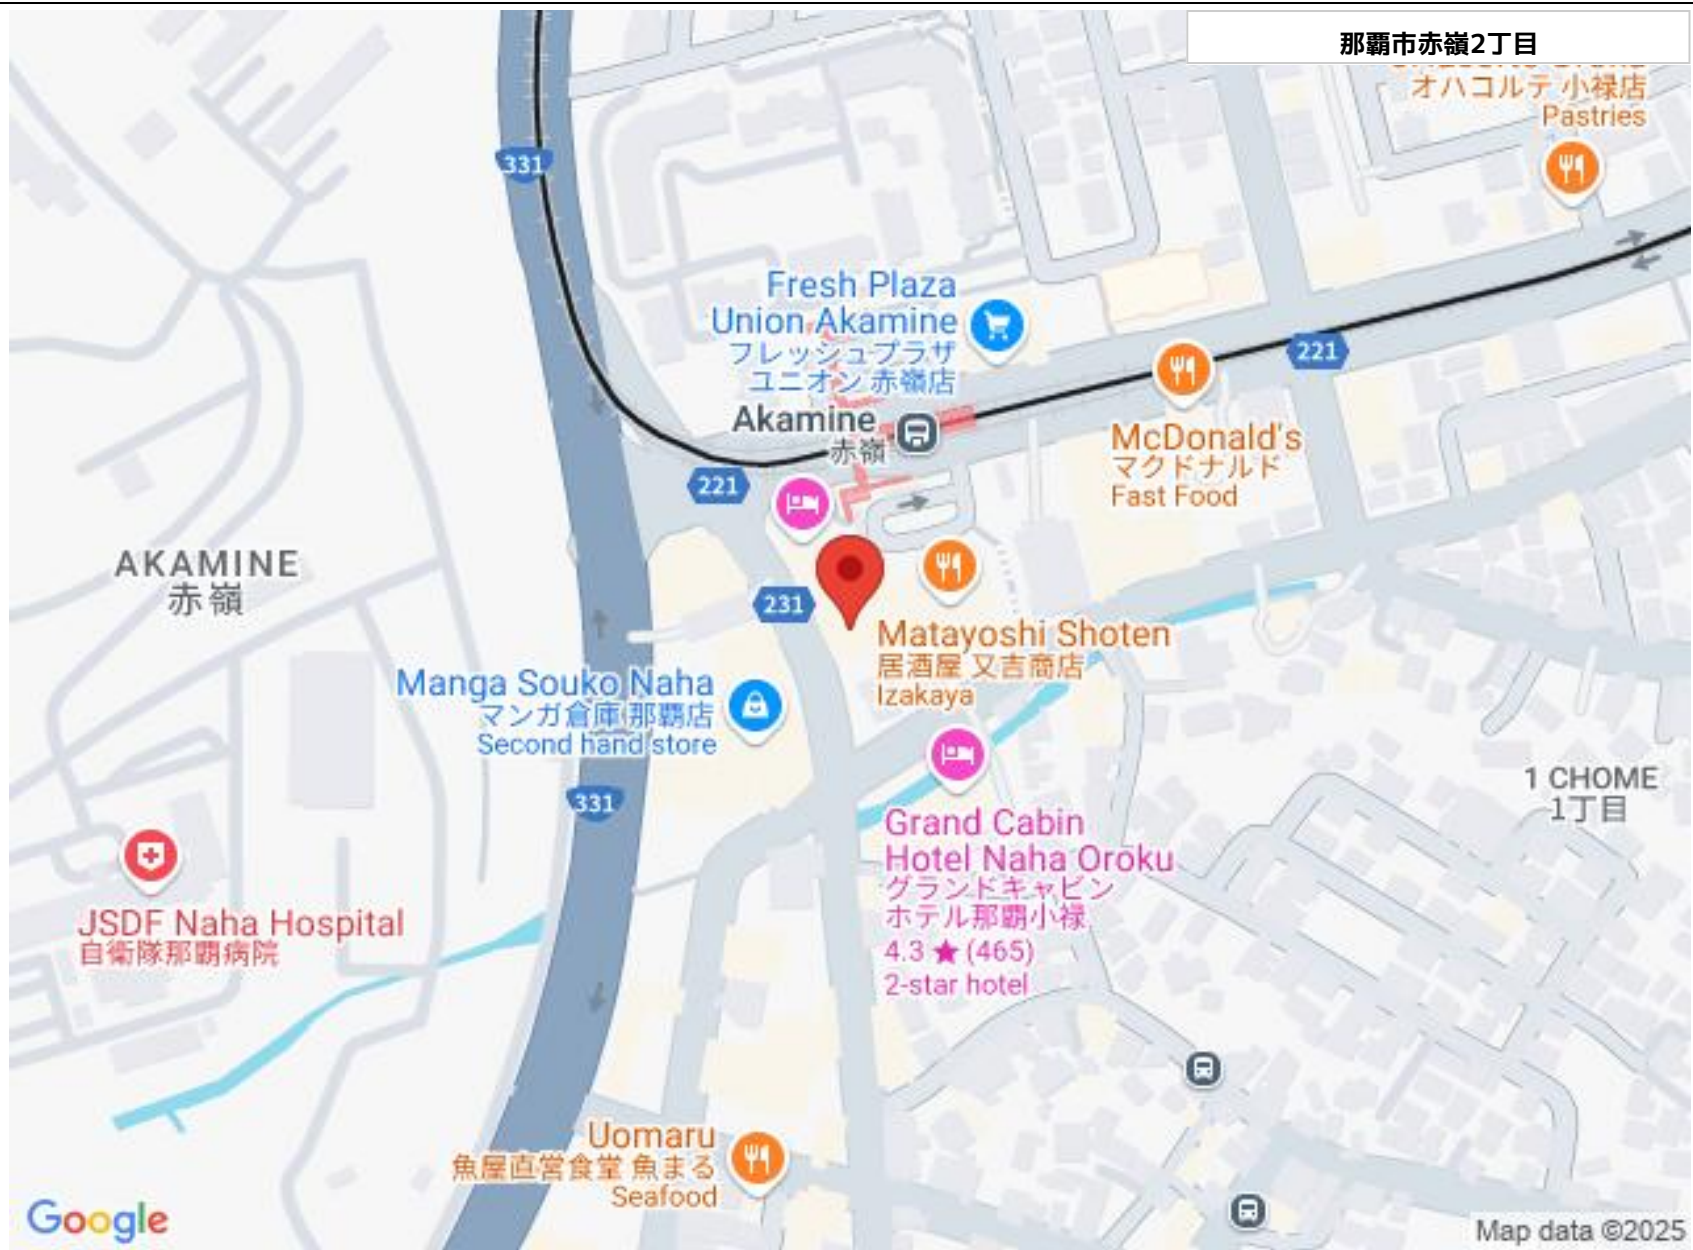 那覇市赤嶺2丁目
オハコルテ 小禄店
Pastries
331
Fresh Plaza
Union Akamine
フレッシュプラザ
ユニオン 赤嶺店
221
Akamine
赤嶺
McDonald's
マクドナルド
Fast Food
221
AKAMINE
赤嶺
231
Matayoshi Shoten
居酒屋 又吉商店
Izakaya
Manga Souko Naha
マンガ倉庫 那覇店
Second hand store
331
1 CHOME
1丁目
Grand Cabin
Hotel Naha Oroku
グランドキャビン
ホテル那覇小禄
4.3 ★ (465)
2-star hotel
JSDF Naha Hospital
自衛隊那覇病院
Uomaru
魚屋直営食堂 魚まる
Seafood
Google
Map data ©2025